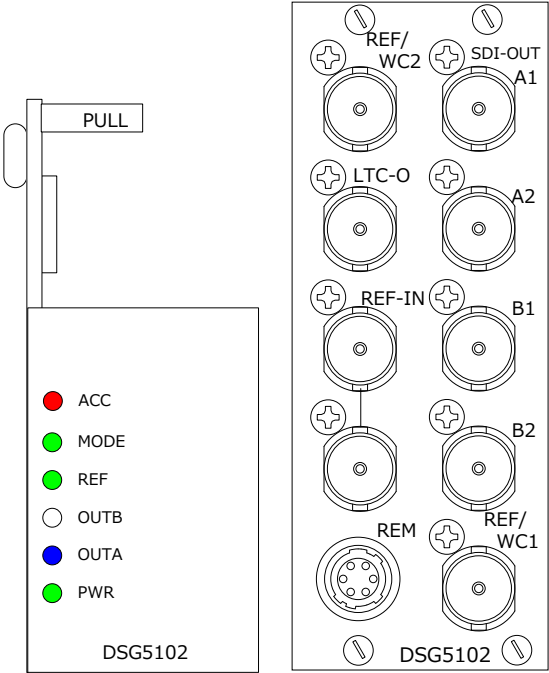 PULL
ACC
MODE
REF
OUTB
OUTA
PWR
DSG5102
REF/
WC2
SDI-OUT
A1
LTC-O
A2
REF-IN
B1
B2
REM
REF/
WC1
DSG5102